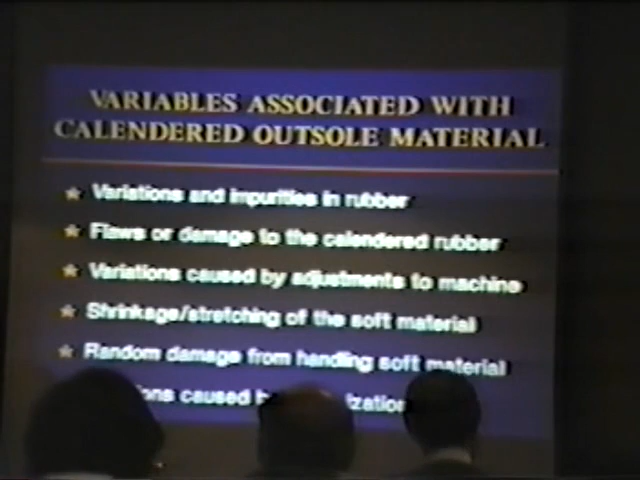 VARIABLES ASSOCIATED WITH
CALENDERED OUTSOLE MATERIAL
Variations and impurities in rubber
Flaws or damage to the calendered rubber
Variations caused by adjustments to machine
Shrinkage/stretching of the soft material
Random damage from handling soft material
caused